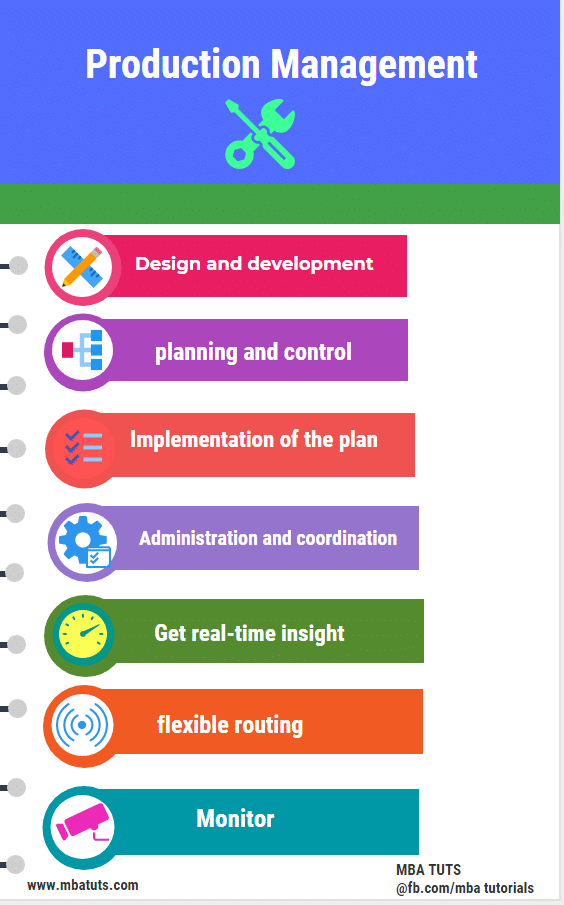 Production Management
Design and development
planning and control
Implementation of the plan
Administration and coordination
Get real-time insight
flexible routing
Monitor
www.mbatuts.com
MBA TUTS
@fb.com/mba tutorials